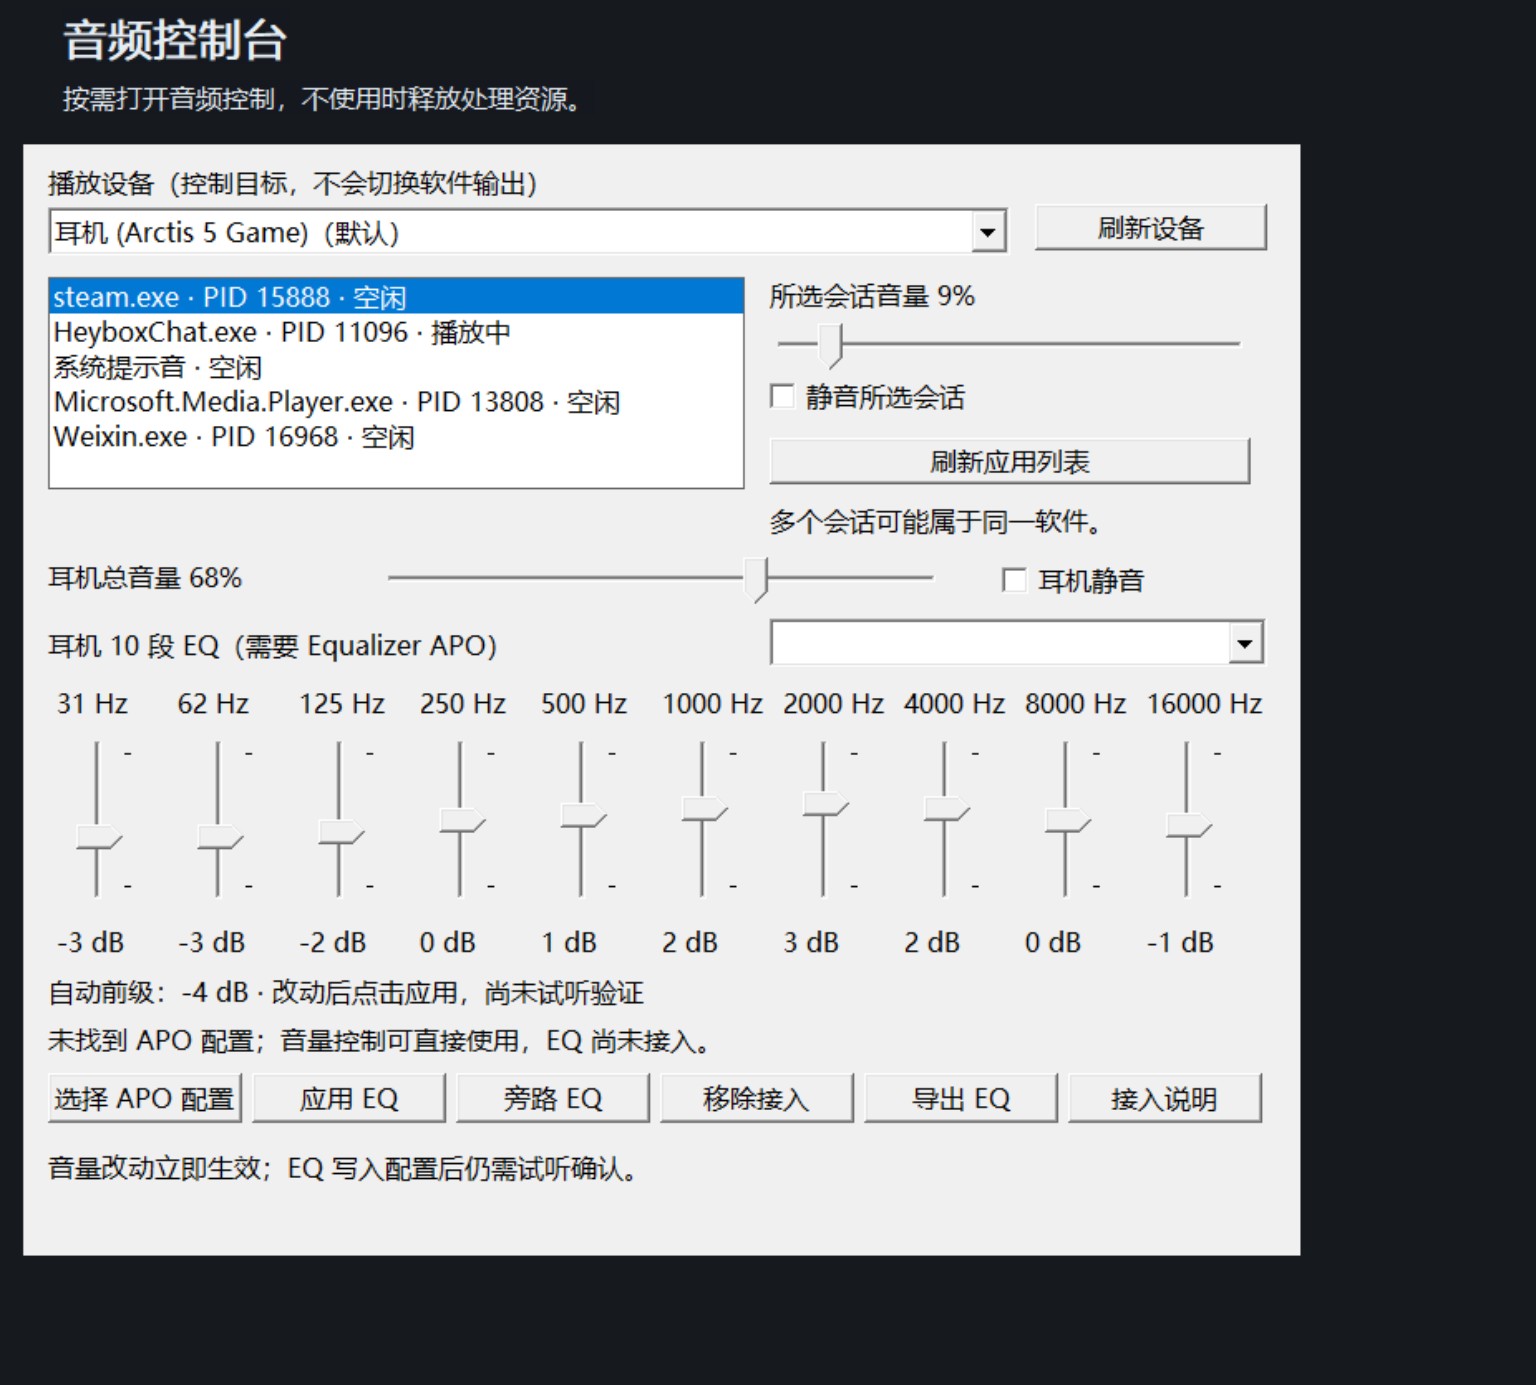 音频控制台
按需打开音频控制，不使用时释放处理资源。
播放设备（控制目标，不会切换软件输出）
耳机 (Arctis 5 Game)（默认）
刷新设备
steam.exe · PID 15888 · 空闲
HeyboxChat.exe · PID 11096 · 播放中
系统提示音 · 空闲
Microsoft.Media.Player.exe · PID 13808 · 空闲
Weixin.exe · PID 16968 · 空闲
所选会话音量 9%
静音所选会话
刷新应用列表
多个会话可能属于同一软件。
耳机总音量 68%
耳机静音
耳机 10 段 EQ（需要 Equalizer APO）
31 Hz 62 Hz 125 Hz 250 Hz 500 Hz 1000 Hz 2000 Hz 4000 Hz 8000 Hz 16000 Hz
-3 dB -3 dB -2 dB 0 dB 1 dB 2 dB 3 dB 2 dB 0 dB -1 dB
自动前级：-4 dB · 改动后点击应用，尚未试听验证
未找到 APO 配置；音量控制可直接使用，EQ 尚未接入。
选择 APO 配置 应用 EQ 旁路 EQ 移除接入 导出 EQ 接入说明
音量改动立即生效；EQ 写入配置后仍需试听确认。